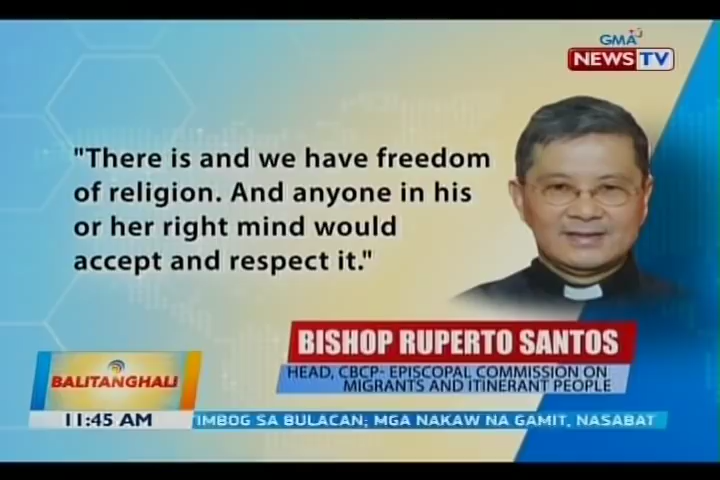 GMA
NEWS TV
"There is and we have freedom
of religion. And anyone in his
or her right mind would
accept and respect it."
BISHOP RUPERTO SANTOS
HEAD, CBCP- EPISCOPAL COMMISSION ON
MIGRANTS AND ITINERANT PEOPLE
BALITANGHALI
11:45 AM
TIMBOG SA BULACAN; MGA NAKAW NA GAMIT, NASABAT